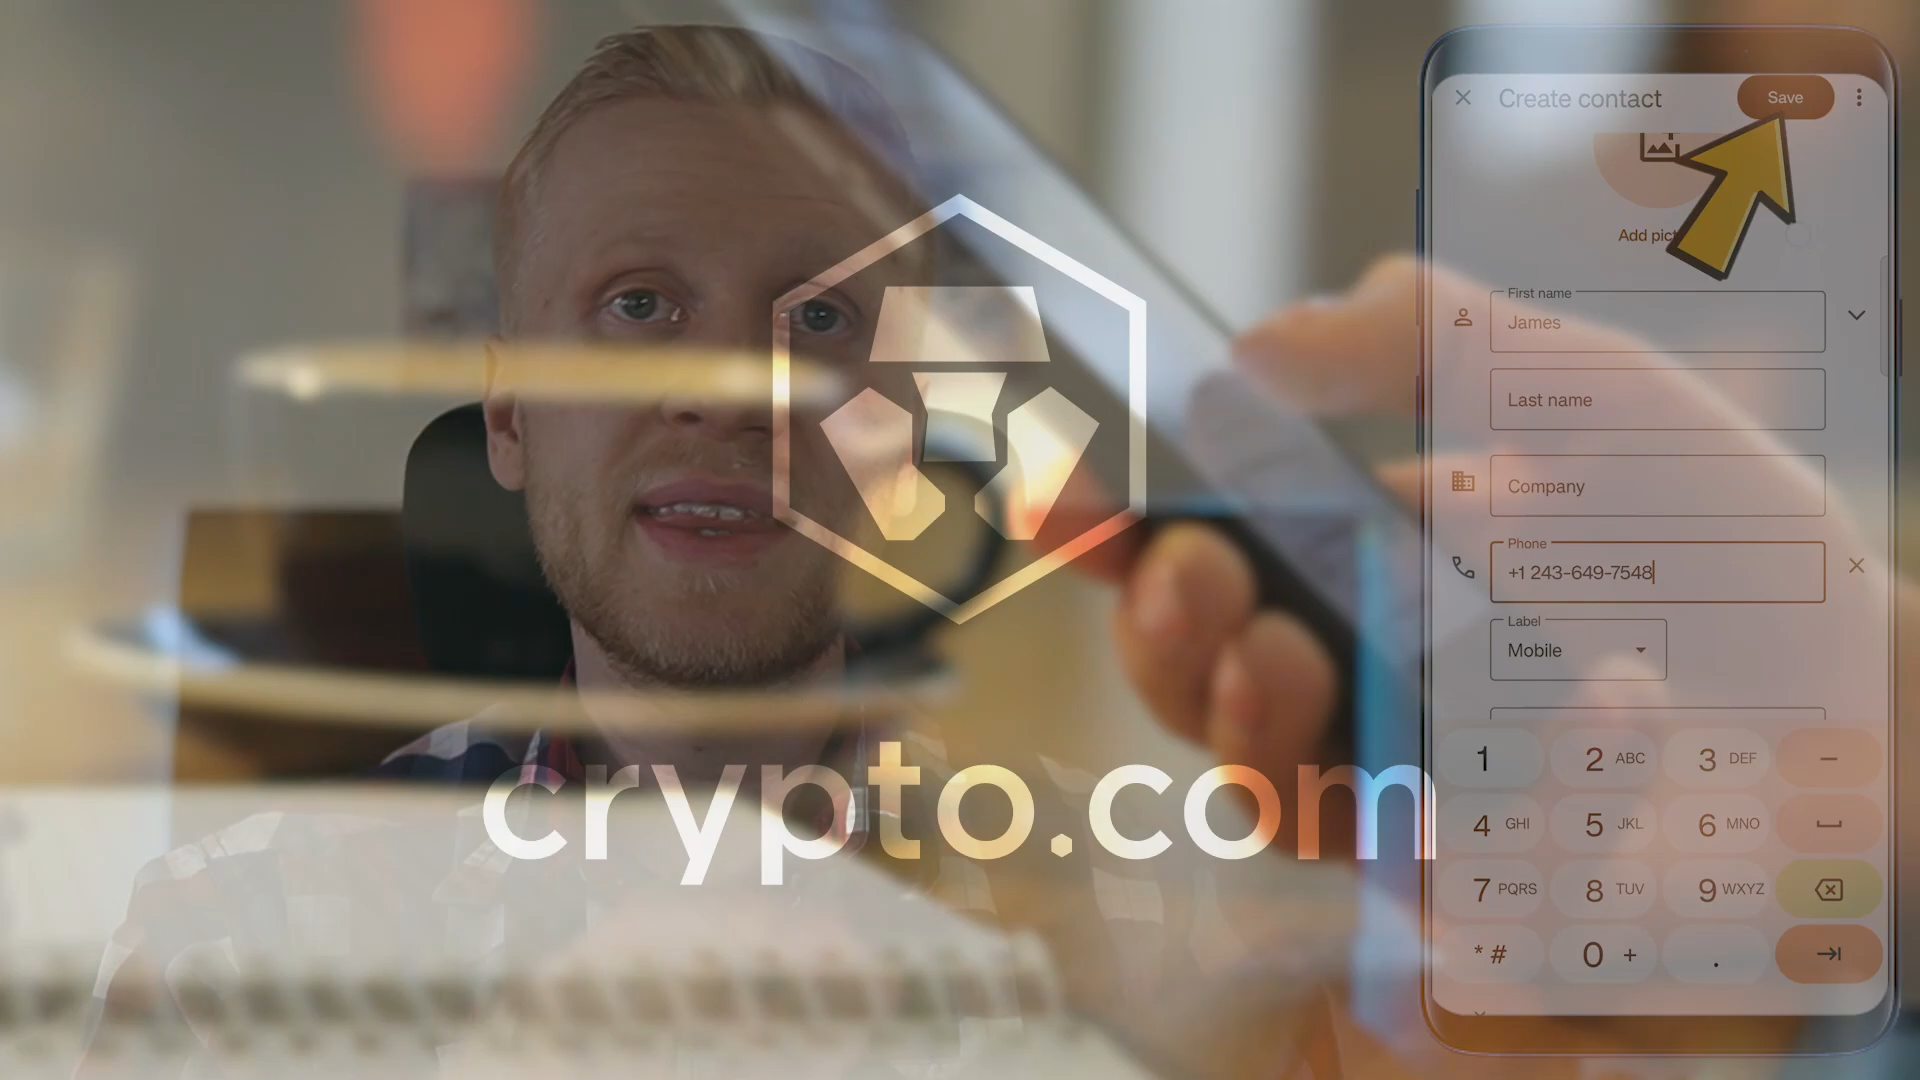 Create contact
Save
Add pict
First name
James
Last name
Company
Phone
+1 243-649-7548
Label
Mobile
crypto.com
1
2 ABC
3 DEF
4 GHI
5 JKL
6 MNO
7 PQRS
8 TUV
9 WXYZ
* #
0 +
.